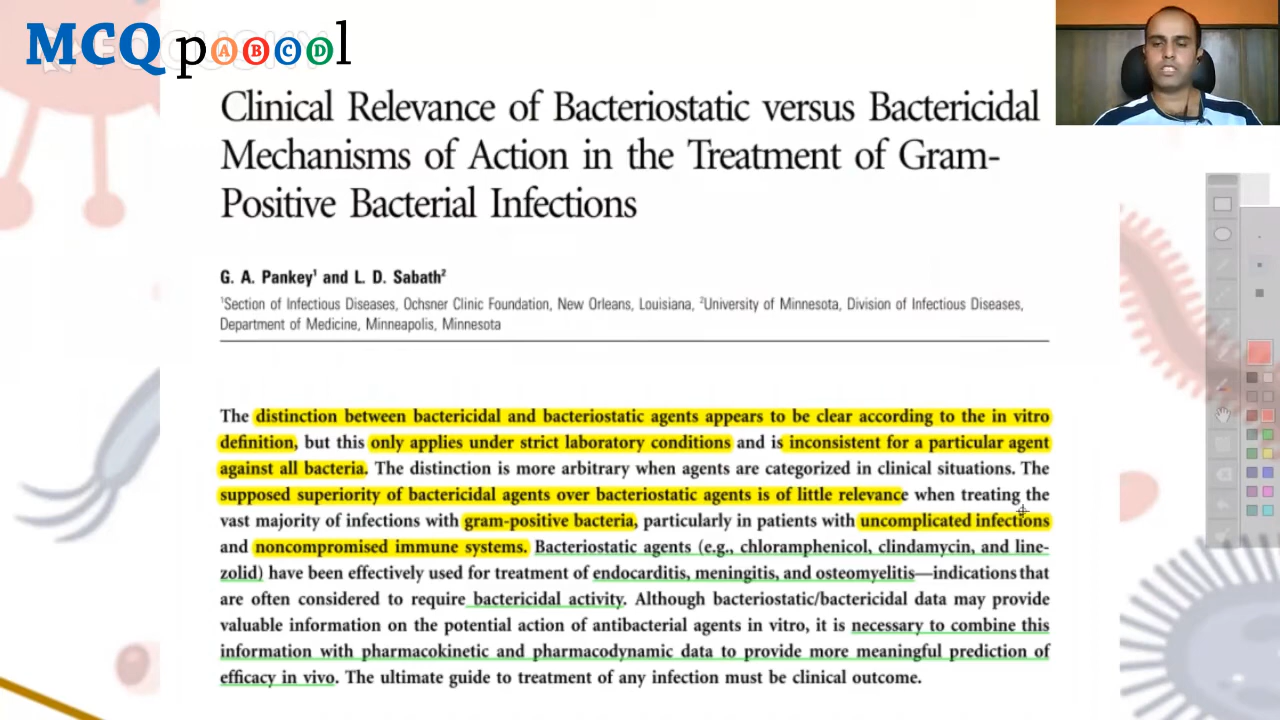 MCQ pABCDl
Clinical Relevance of Bacteriostatic versus Bactericidal
Mechanisms of Action in the Treatment of Gram-
Positive Bacterial Infections
G. A. Pankey¹ and L. D. Sabath²
¹Section of Infectious Diseases, Ochsner Clinic Foundation, New Orleans, Louisiana, ²University of Minnesota, Division of Infectious Diseases,
Department of Medicine, Minneapolis, Minnesota
The distinction between bactericidal and bacteriostatic agents appears to be clear according to the in vitro
definition, but this only applies under strict laboratory conditions and is inconsistent for a particular agent
against all bacteria. The distinction is more arbitrary when agents are categorized in clinical situations. The
supposed superiority of bactericidal agents over bacteriostatic agents is of little relevance when treating the
vast majority of infections with gram-positive bacteria, particularly in patients with uncomplicated infections
and noncompromised immune systems. Bacteriostatic agents (e.g., chloramphenicol, clindamycin, and line-
zolid) have been effectively used for treatment of endocarditis, meningitis, and osteomyelitis—indications that
are often considered to require bactericidal activity. Although bacteriostatic/bactericidal data may provide
valuable information on the potential action of antibacterial agents in vitro, it is necessary to combine this
information with pharmacokinetic and pharmacodynamic data to provide more meaningful prediction of
efficacy in vivo. The ultimate guide to treatment of any infection must be clinical outcome.